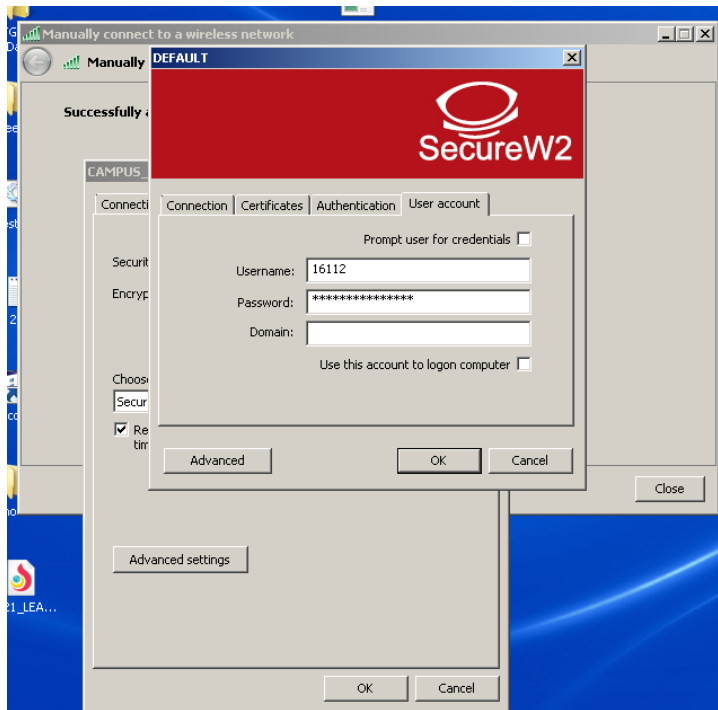 Manually connect to a wireless network
Manually
Successfully
DEFAULT
SecureW2
Connection Certificates Authentication User account
Prompt user for credentials
Username: 16112
Password: ***************
Domain:
Use this account to logon computer
Advanced OK Cancel
CAMPUS_
Connecti
Securit
Encryp
Choos
Secur
Re
tim
Advanced settings
OK Cancel
Close
21_LEA...